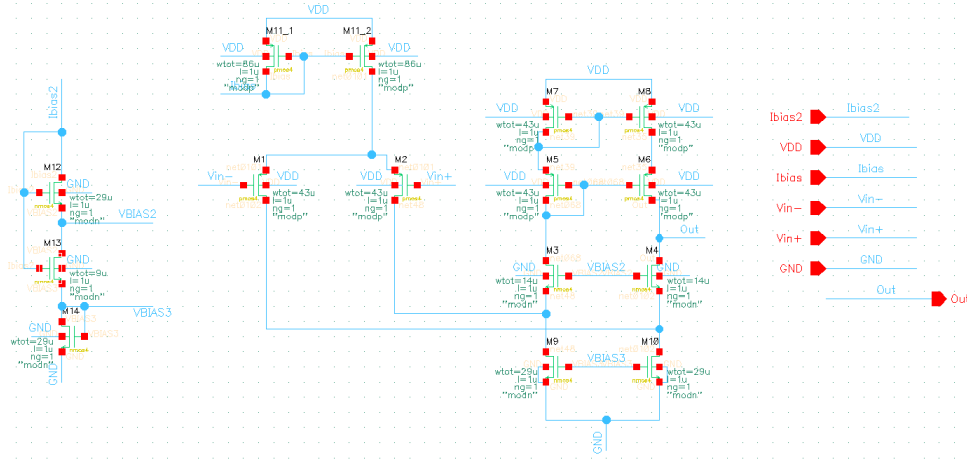 VDD
M11_1
M11_2
VDD
VDD
wtot=86u
l=1u
ng=1
"modp"
wtot=86u
l=1u
ng=1
"modp"
Ibias2
M12
GND
wtot=29u
l=1u
ng=1
"modn"
VBIAS2
M13
GND
wtot=9u
l=1u
ng=1
"modn"
VBIAS3
M14
GND
wtot=29u
l=1u
ng=1
"modn"
GND
M1
M2
Vin-
VDD
VDD
Vin+
wtot=43u
l=1u
ng=1
"modp"
wtot=43u
l=1u
ng=1
"modp"
VDD
M7
M8
VDD
VDD
wtot=43u
l=1u
ng=1
"modp"
wtot=43u
l=1u
ng=1
"modp"
M5
M6
VDD
VDD
wtot=43u
l=1u
ng=1
"modp"
wtot=43u
l=1u
ng=1
"modp"
Out
M3
M4
GND
VBIAS2
GND
wtot=14u
l=1u
ng=1
"modn"
wtot=14u
l=1u
ng=1
"modn"
M9
M10
VBIAS3
wtot=29u
l=1u
ng=1
"modn"
wtot=29u
l=1u
ng=1
"modn"
GND
Ibias2
Ibias2
VDD
VDD
Ibias
Ibias
Vin-
Vin-
Vin+
Vin+
GND
GND
Out
Out